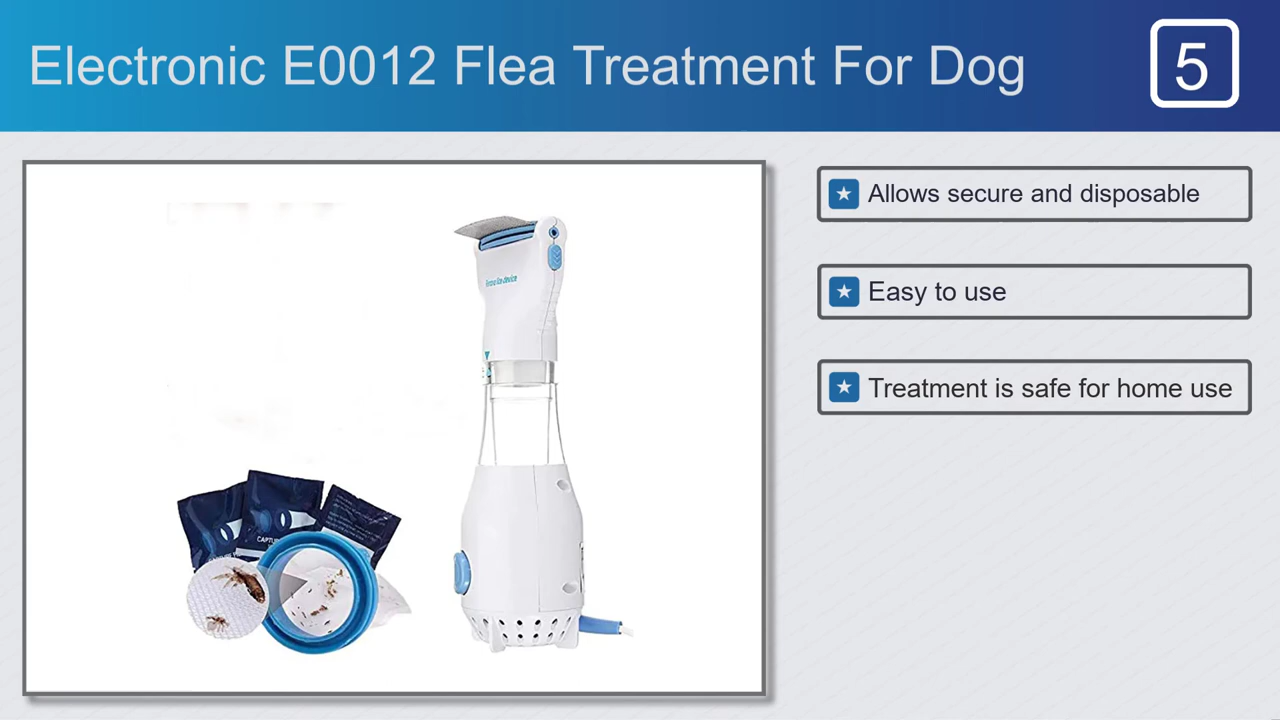 Electronic E0012 Flea Treatment For Dog
5
Allows secure and disposable
Easy to use
Treatment is safe for home use